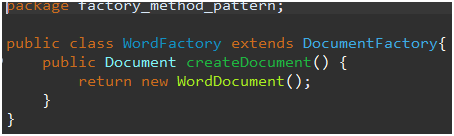 package factory_method_pattern;
public class WordFactory extends DocumentFactory{
    public Document createDocument() {
        return new WordDocument();
    }
}